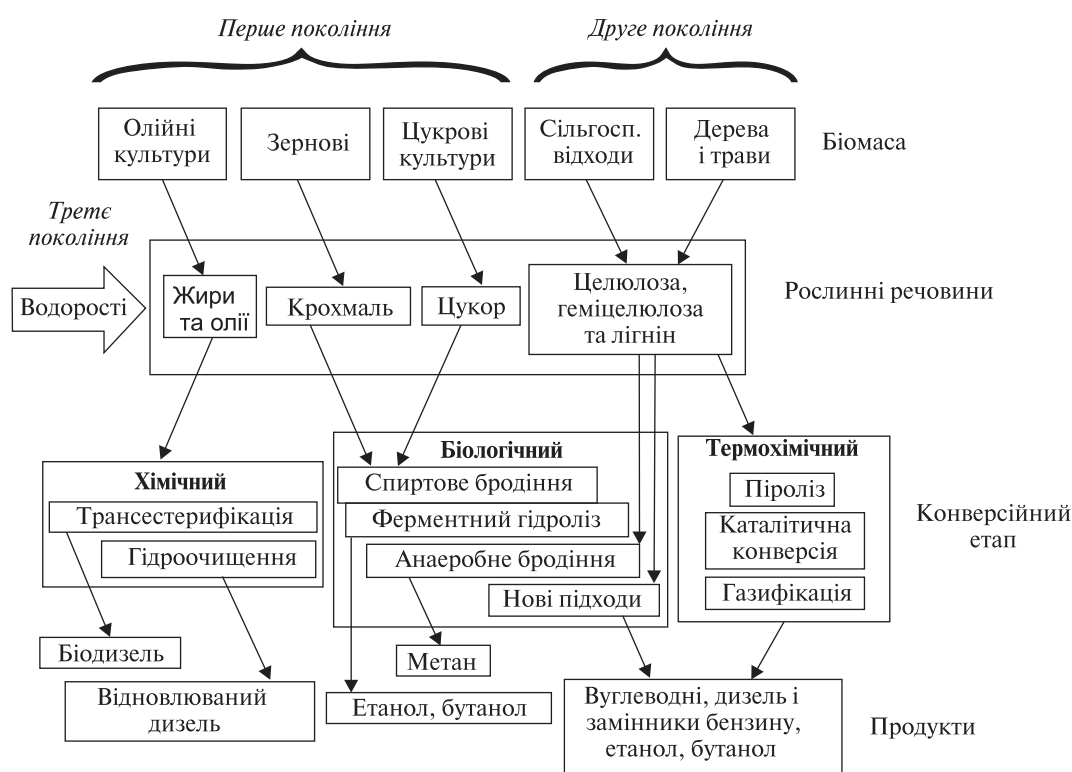 Перше покоління
Друге покоління
Олійні
культури
Зернові
Цукрові
культури
Сільгосп.
відходи
Дерева
і трави
Біомаса
Третє
покоління
Водорості
Жири
та олії
Крохмаль
Цукор
Целюлоза,
геміцелюлоза
та лігнін
Рослинні речовини
Хімічний
Трансестерифікація
Гідроочищення
Біологічний
Спиртове бродіння
Ферментний гідроліз
Анаеробне бродіння
Нові підходи
Термохімічний
Піроліз
Каталітична
конверсія
Газифікація
Конверсійний
етап
Біодизель
Відновлюваний
дизель
Метан
Етанол, бутанол
Вуглеводні, дизель і
замінники бензину,
етанол, бутанол
Продукти